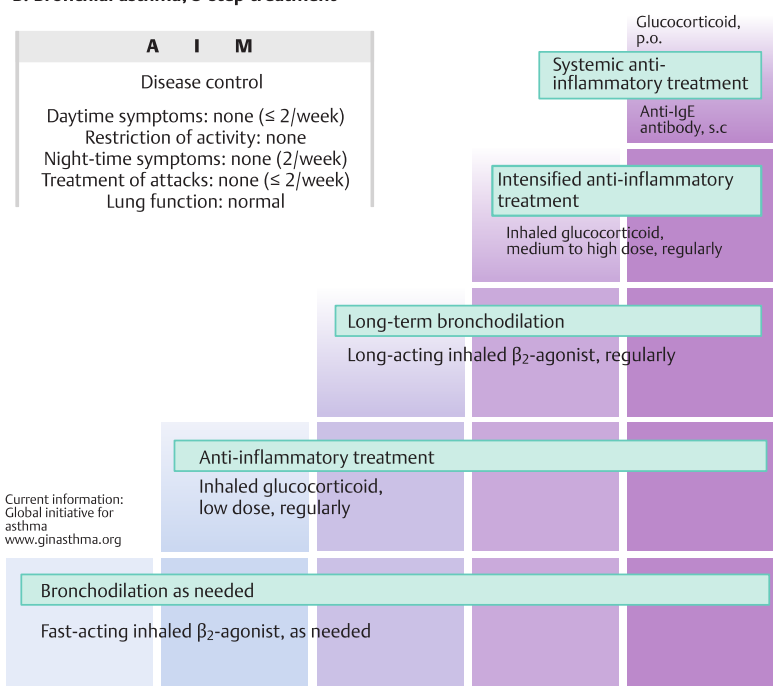 A I M
Disease control
Daytime symptoms: none (≤ 2/week)
Restriction of activity: none
Night-time symptoms: none (2/week)
Treatment of attacks: none (≤ 2/week)
Lung function: normal
Glucocorticoid,
p.o.
Systemic anti-
inflammatory treatment
Anti-IgE
antibody, s.c
Intensified anti-inflammatory
treatment
Inhaled glucocorticoid,
medium to high dose, regularly
Long-term bronchodilation
Long-acting inhaled β₂-agonist, regularly
Anti-inflammatory treatment
Inhaled glucocorticoid,
low dose, regularly
Current information:
Global initiative for
asthma
www.ginasthma.org
Bronchodilation as needed
Fast-acting inhaled β₂-agonist, as needed